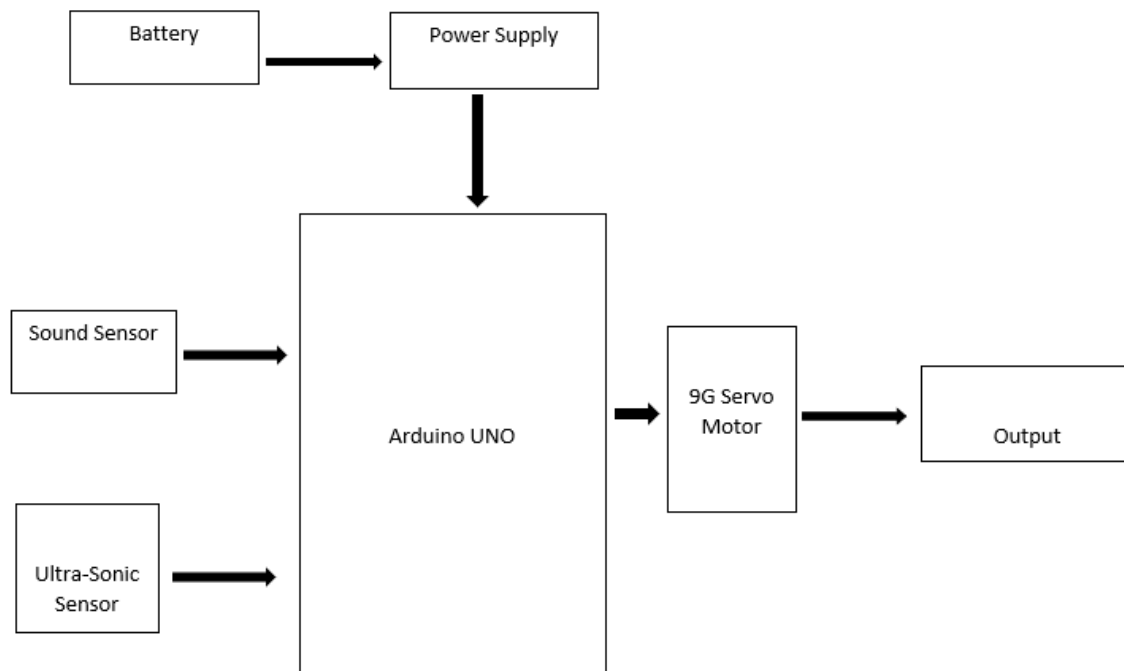 Battery
Power Supply
Sound Sensor
Arduino UNO
9G Servo
Motor
Output
Ultra-Sonic
Sensor